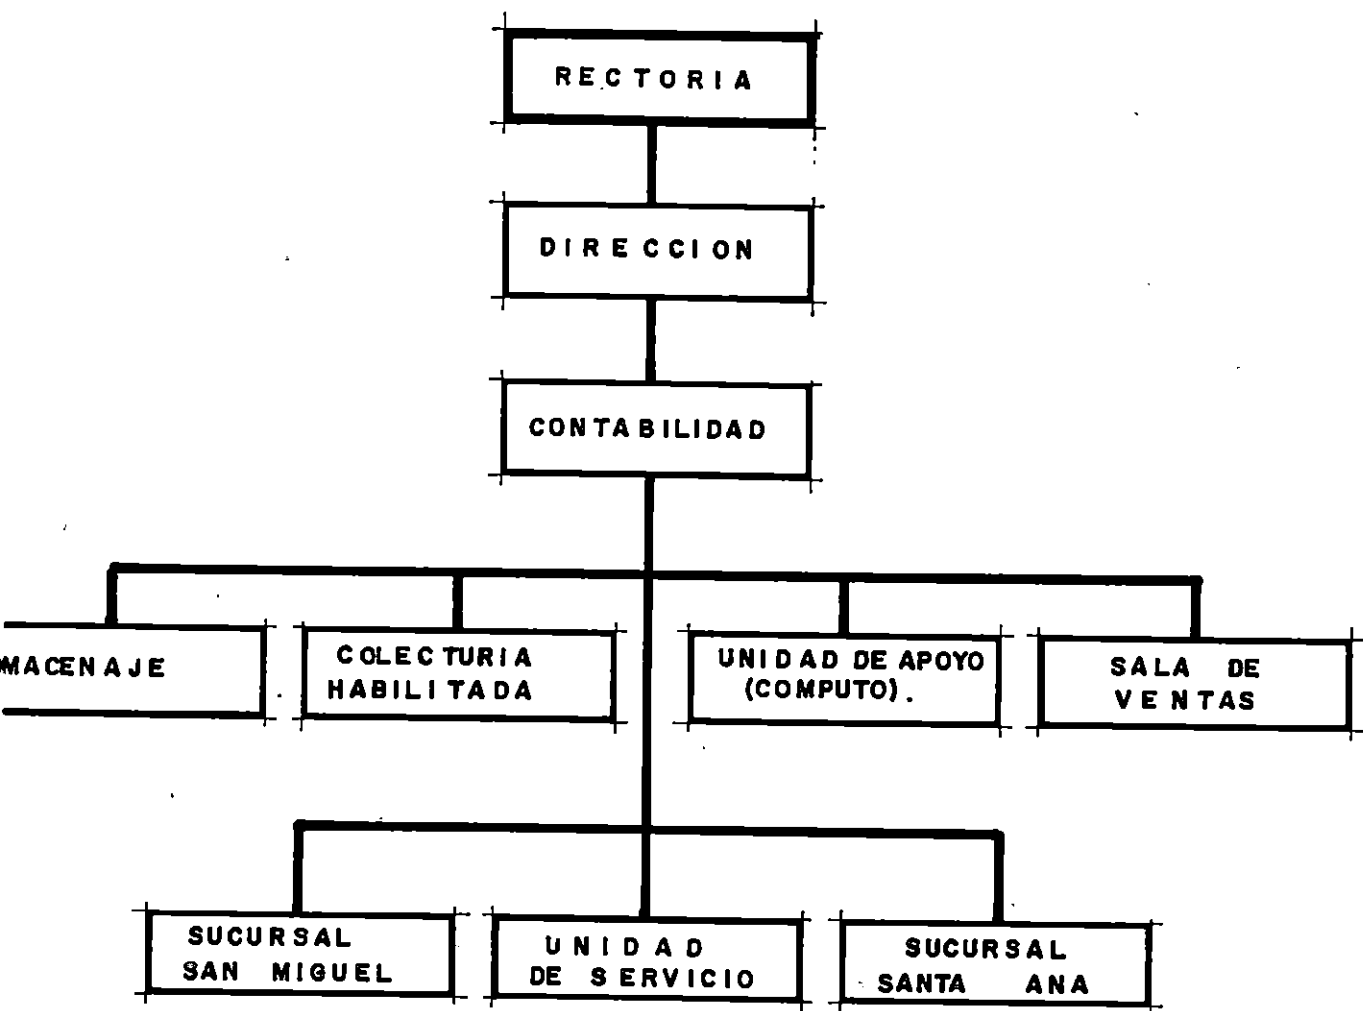 RECTORIA
DIRECCION
CONTABILIDAD
MACENAJE
COLECTURIA
HABILITADA
UNIDAD DE APOYO
(COMPUTO).
SALA DE
VENTAS
SUCURSAL
SAN MIGUEL
UNIDAD
DE SERVICIO
SUCURSAL
SANTA ANA